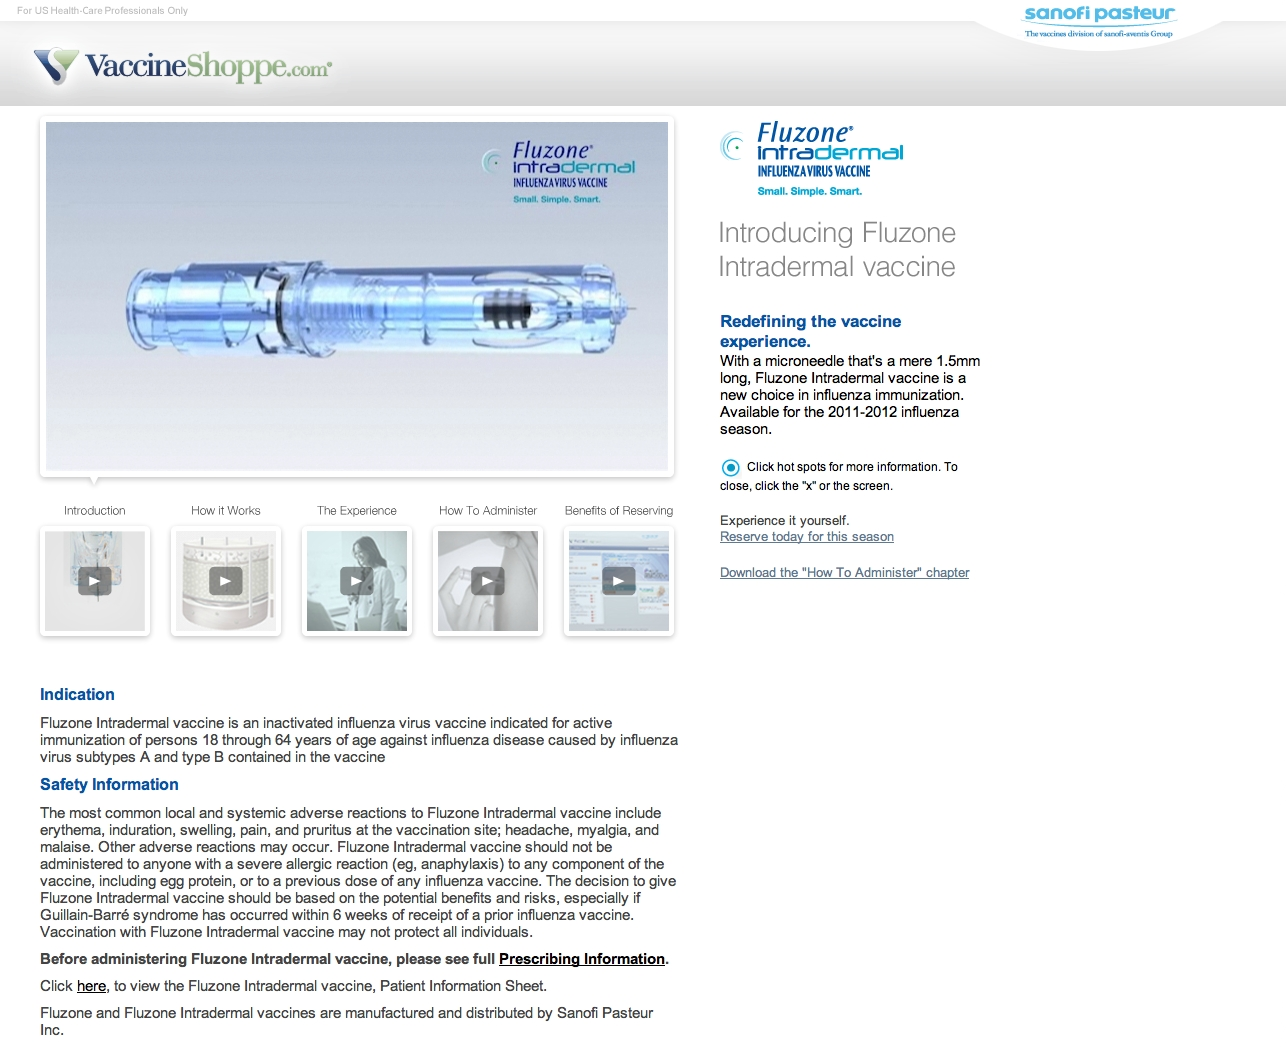 For US Health-Care Professionals Only
sanofi pasteur
The vaccines division of sanofi-aventis Group
VaccineShoppe.com®
Fluzone®
intradermal
INFLUENZA VIRUS VACCINE
Small. Simple. Smart.
Fluzone®
intradermal
INFLUENZA VIRUS VACCINE
Small. Simple. Smart.
Introducing Fluzone
Intradermal vaccine
Redefining the vaccine
experience.
With a microneedle that's a mere 1.5mm
long, Fluzone Intradermal vaccine is a
new choice in influenza immunization.
Available for the 2011-2012 influenza
season.
Click hot spots for more information. To
close, click the "x" or the screen.
Experience it yourself.
Reserve today for this season
Download the "How To Administer" chapter
Introduction
How it Works
The Experience
How To Administer
Benefits of Reserving
Indication
Fluzone Intradermal vaccine is an inactivated influenza virus vaccine indicated for active
immunization of persons 18 through 64 years of age against influenza disease caused by influenza
virus subtypes A and type B contained in the vaccine
Safety Information
The most common local and systemic adverse reactions to Fluzone Intradermal vaccine include
erythema, induration, swelling, pain, and pruritus at the vaccination site; headache, myalgia, and
malaise. Other adverse reactions may occur. Fluzone Intradermal vaccine should not be
administered to anyone with a severe allergic reaction (eg, anaphylaxis) to any component of the
vaccine, including egg protein, or to a previous dose of any influenza vaccine. The decision to give
Fluzone Intradermal vaccine should be based on the potential benefits and risks, especially if
Guillain-Barré syndrome has occurred within 6 weeks of receipt of a prior influenza vaccine.
Vaccination with Fluzone Intradermal vaccine may not protect all individuals.
Before administering Fluzone Intradermal vaccine, please see full Prescribing Information.
Click here, to view the Fluzone Intradermal vaccine, Patient Information Sheet.
Fluzone and Fluzone Intradermal vaccines are manufactured and distributed by Sanofi Pasteur
Inc.